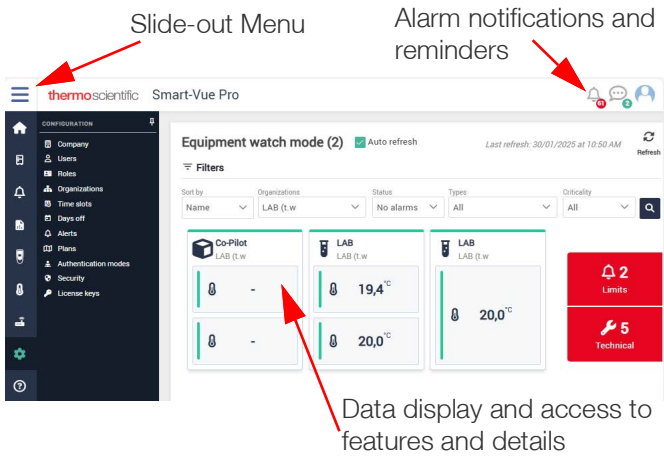 Slide-out Menu
Alarm notifications and
reminders
thermoscientific Smart-Vue Pro
61
2
CONFIGURATION
Company
Users
Roles
Organizations
Time slots
Days off
Alerts
Plans
Authentication modes
Security
License keys
Equipment watch mode (2) Auto refresh Last refresh: 30/01/2025 at 10:50 AM
Refresh
Filters
Sort by Organizations Status Types Criticality
Name LAB (t.w No alarms All All
Co-Pilot LAB LAB
LAB (t.w LAB (t.w LAB (t.w
- 19,4°C
20,0°C
- 20,0°C
2
Limits
5
Technical
Data display and access to
features and details